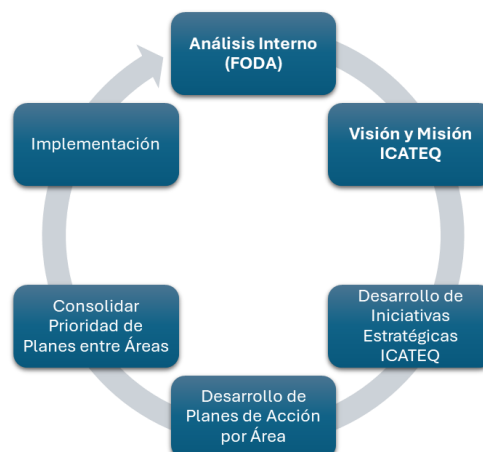 Análisis Interno
(FODA)
Visión y Misión
ICATEQ
Desarrollo de
Iniciativas
Estratégicas
ICATEQ
Desarrollo de
Planes de Acción
por Área
Consolidar
Prioridad de
Planes entre Áreas
Implementación